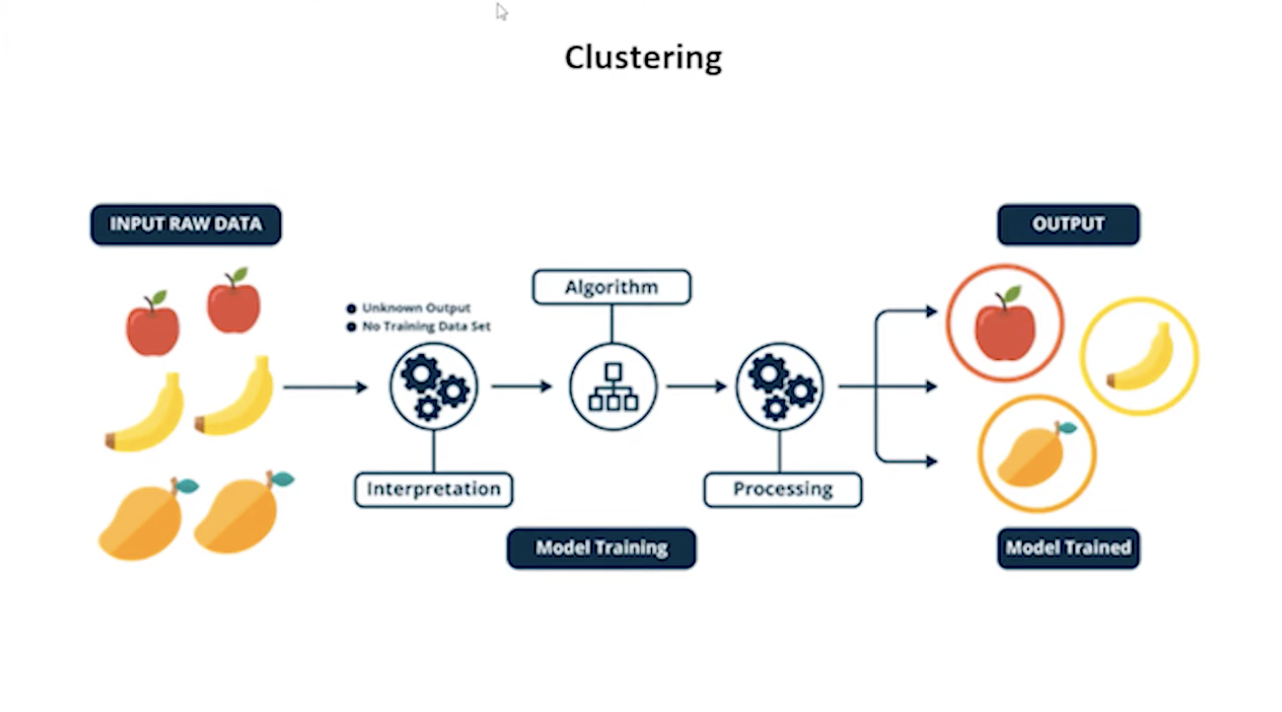 Clustering
INPUT RAW DATA
OUTPUT
Algorithm
Unknown Output
No Training Data Set
Interpretation
Processing
Model Training
Model Trained